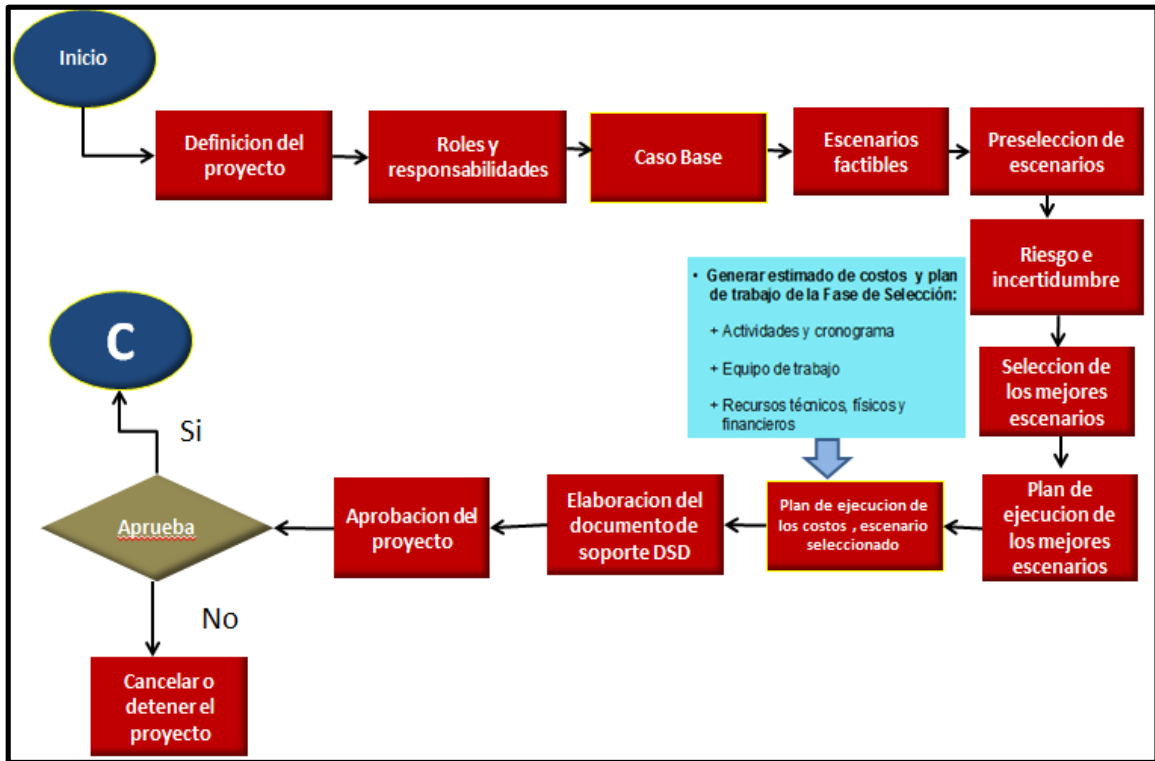 Inicio
Definicion del
proyecto
Roles y
responsabilidades
Caso Base
Escenarios
factibles
Preseleccion de
escenarios
Riesgo e
incertidumbre
• Generar estimado de costos y plan
de trabajo de la Fase de Selección:
+ Actividades y cronograma
+ Equipo de trabajo
+ Recursos técnicos, físicos y
financieros
Seleccion de
los mejores
escenarios
Plan de
ejecucion de
los mejores
escenarios
Plan de ejecucion de
los costos , escenario
seleccionado
Elaboracion del
documento de
soporte DSD
Aprobacion del
proyecto
Aprueba
Si
C
No
Cancelar o
detener el
proyecto